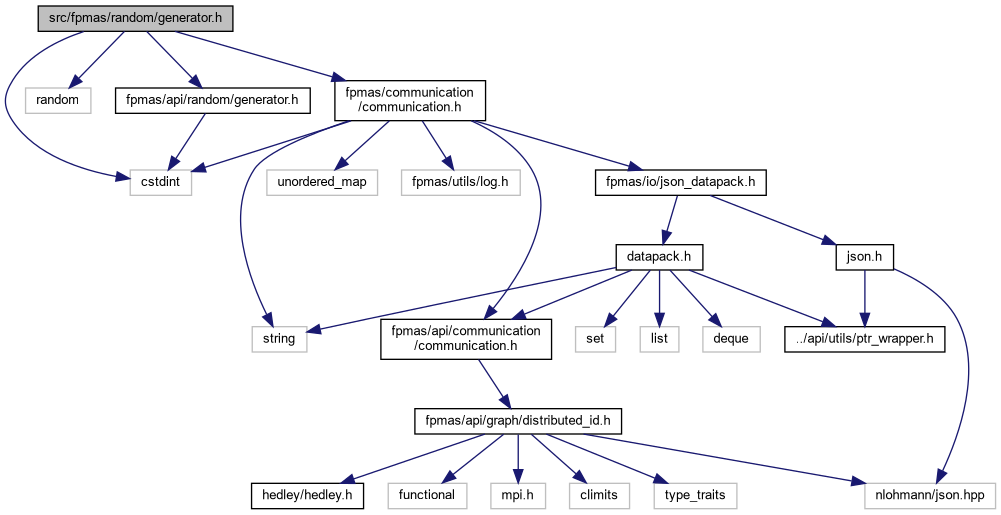 src/fpmas/random/generator.h
random
fpmas/api/random/generator.h
fpmas/communication
/communication.h
cstdint
unordered_map
fpmas/utils/log.h
fpmas/io/json_datapack.h
datapack.h
json.h
string
fpmas/api/communication
/communication.h
set
list
deque
../api/utils/ptr_wrapper.h
fpmas/api/graph/distributed_id.h
hedley/hedley.h
functional
mpi.h
climits
type_traits
nlohmann/json.hpp